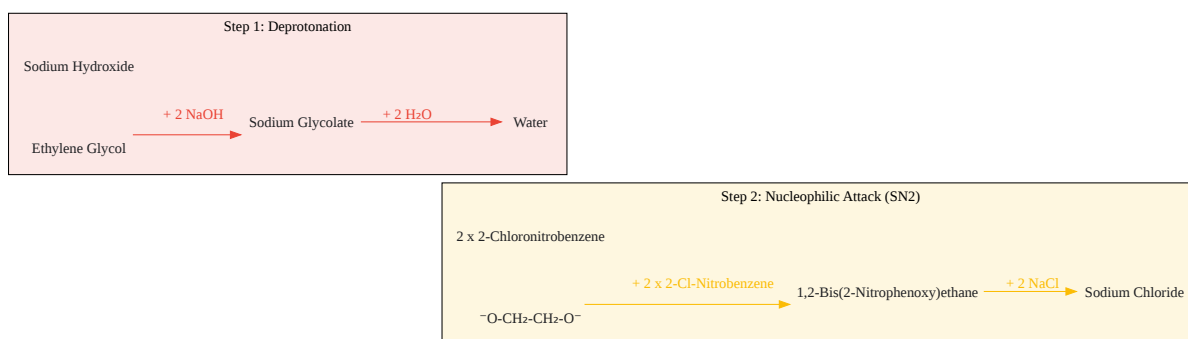 Step 1: Deprotonation
Sodium Hydroxide
+ 2 NaOH
Sodium Glycolate
+ 2 H₂O
Water
Ethylene Glycol
Step 2: Nucleophilic Attack (SN2)
2 x 2-Chloronitrobenzene
+ 2 x 2-Cl-Nitrobenzene
1,2-Bis(2-Nitrophenoxy)ethane
+ 2 NaCl
Sodium Chloride
⁻O-CH₂-CH₂-O⁻